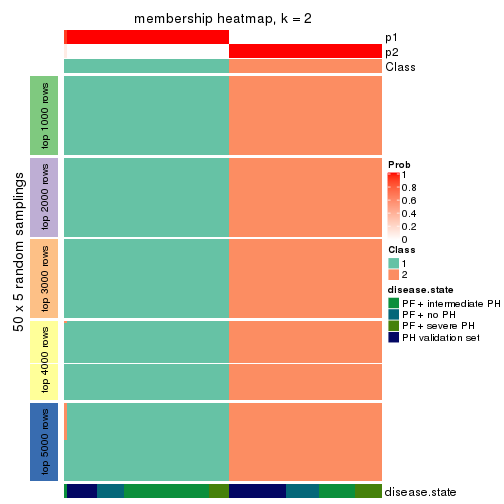 membership heatmap, k = 2
p1
p2
Class
50 x 5 random samplings
top 1000 rows
top 2000 rows
top 3000 rows
top 4000 rows
top 5000 rows
Prob
1
0.8
0.6
0.4
0.2
0
Class
1
2
disease.state
PF + intermediate PH
PF + no PH
PF + severe PH
PH validation set
disease.state